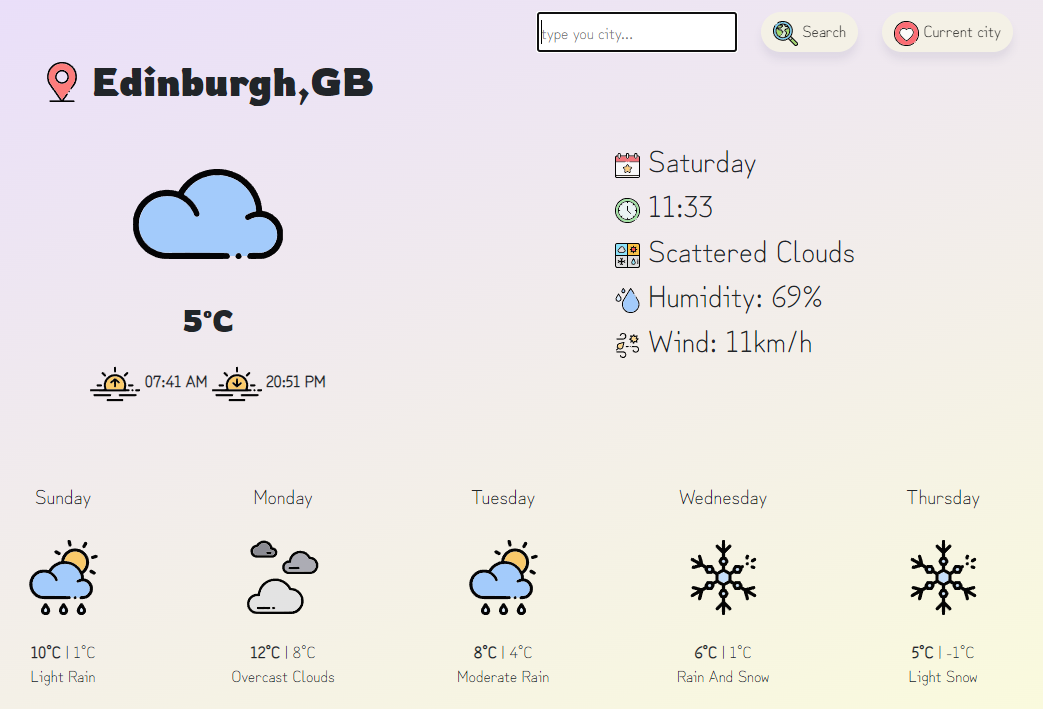 type you city...
Search
Current city
Edinburgh,GB
Saturday
11:33
Scattered Clouds
Humidity: 69%
Wind: 11km/h
5°C
07:41 AM 20:51 PM
Sunday Monday Tuesday Wednesday Thursday
10°C | 1°C 12°C | 8°C 8°C | 4°C 6°C | 1°C 5°C | -1°C
Light Rain Overcast Clouds Moderate Rain Rain And Snow Light Snow